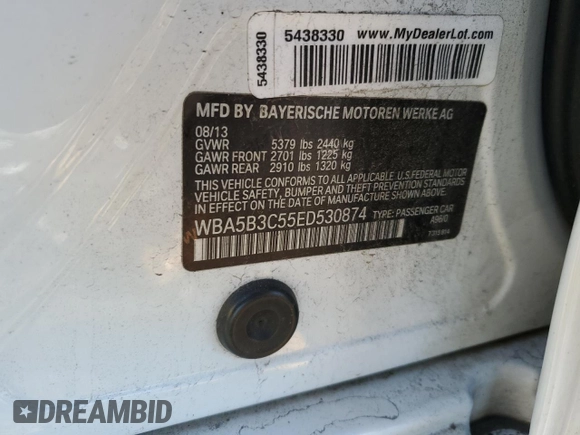 5438330
5438330 www.MyDealerLot.com
MFD BY BAYERISCHE MOTOREN WERKE AG
08/13
GVWR 5379 lbs 2440 kg
GAWR FRONT 2701 lbs 1225 kg
GAWR REAR 2910 lbs 1320 kg
THIS VEHICLE CONFORMS TO ALL APPLICABLE U.S.FEDERAL MOTOR
VEHICLE SAFETY, BUMPER AND THEFT PREVENTION STANDARDS
IN EFFECT ON THE DATE OF MANUFACTURE SHOWN ABOVE.
WBA5B3C55ED530874 TYPE: PASSENGER CAR
A96/0
DREAMBID